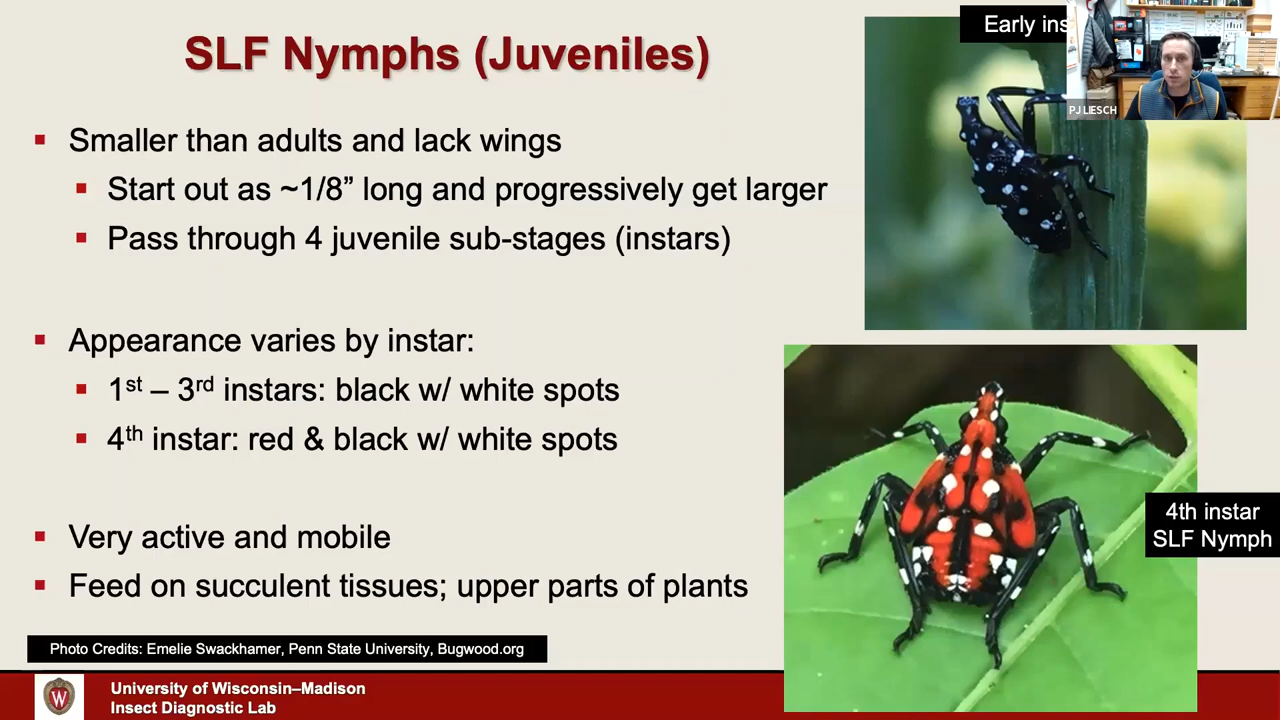 SLF Nymphs (Juveniles)
Early ins
PJ LIESCH
▪ Smaller than adults and lack wings
▪ Start out as ~1/8” long and progressively get larger
▪ Pass through 4 juvenile sub-stages (instars)
▪ Appearance varies by instar:
▪ 1st – 3rd instars: black w/ white spots
▪ 4th instar: red & black w/ white spots
▪ Very active and mobile
▪ Feed on succulent tissues; upper parts of plants
4th instar
SLF Nymph
Photo Credits: Emelie Swackhamer, Penn State University, Bugwood.org
W
University of Wisconsin–Madison
Insect Diagnostic Lab